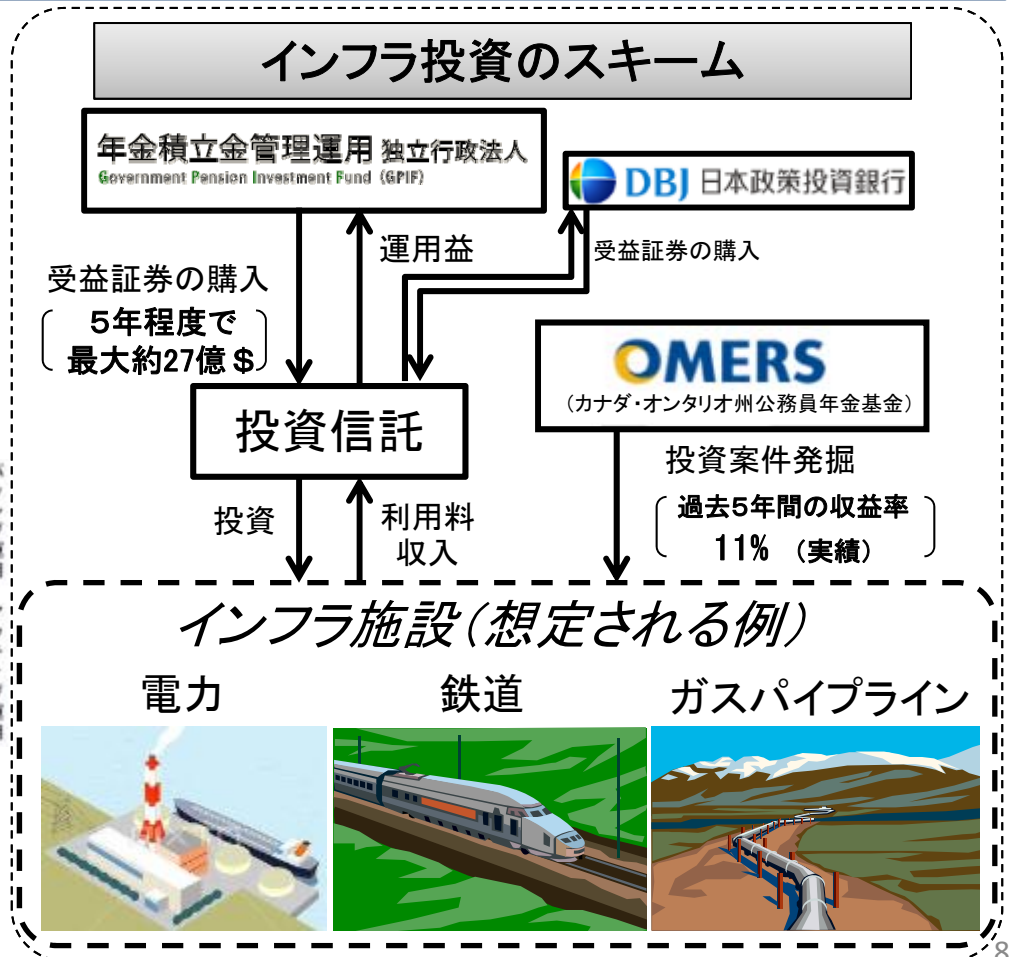 インフラ投資のスキーム
年金積立金管理運用 独立行政法人
Government Pension Investment Fund (GPIF)
DBJ 日本政策投資銀行
運用益
受益証券の購入
受益証券の購入
５年程度で
最大約27億＄
OMERS
（カナダ・オンタリオ州公務員年金基金）
投資信託
投資案件発掘
過去５年間の収益率
11% （実績）
投資
利用料
収入
インフラ施設（想定される例）
電力
鉄道
ガスパイプライン
8